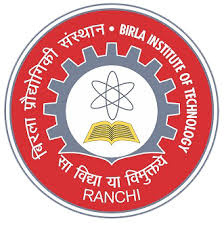 बिरला प्रौद्योगिकी संस्थान • BIRLA INSTITUTE OF TECHNOLOGY •
सा विद्या या विमुक्तये
RANCHI